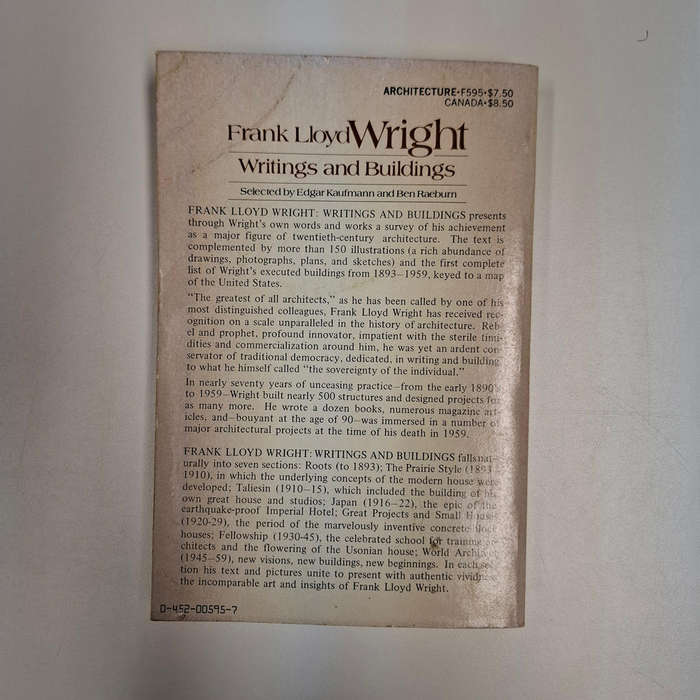 ARCHITECTURE•F595•$7.50
CANADA•$8.50
Frank Lloyd Wright
Writings and Buildings
Selected by Edgar Kaufmann and Ben Raeburn
FRANK LLOYD WRIGHT: WRITINGS AND BUILDINGS presents
through Wright's own words and works a survey of his achievement
as a major figure of twentieth-century architecture. The text is
complemented by more than 150 illustrations (a rich abundance of
drawings, photographs, plans, and sketches) and the first complete
list of Wright's executed buildings from 1893–1959, keyed to a map
of the United States.
"The greatest of all architects," as he has been called by one of his
most distinguished colleagues, Frank Lloyd Wright has received rec-
ognition on a scale unparalleled in the history of architecture. Reb-
el and prophet, profound innovator, impatient with the sterile timi-
dities and commercialization around him, he was yet an ardent con-
servator of traditional democracy, dedicated, in writing and building,
to what he himself called "the sovereignty of the individual."
In nearly seventy years of unceasing practice—from the early 1890's
to 1959—Wright built nearly 500 structures and designed projects for
as many more. He wrote a dozen books, numerous magazine art-
icles, and—bouyant at the age of 90—was immersed in a number of
major architectural projects at the time of his death in 1959.
FRANK LLOYD WRIGHT: WRITINGS AND BUILDINGS falls nat-
urally into seven sections: Roots (to 1893); The Prairie Style (1893–
1910), in which the underlying concepts of the modern house were
developed; Taliesin (1910–15), which included the building of his
own great house and studios; Japan (1916–22), the epic of the
earthquake-proof Imperial Hotel; Great Projects and Small Houses
(1920-29), the period of the marvelously inventive concrete block
houses; Fellowship (1930-45), the celebrated school for training ar-
chitects and the flowering of the Usonian house; World Architect
(1945–59), new visions, new buildings, new beginnings. In each sec-
tion his text and pictures unite to present with authentic vividness
the incomparable art and insights of Frank Lloyd Wright.
0-452-00595-7